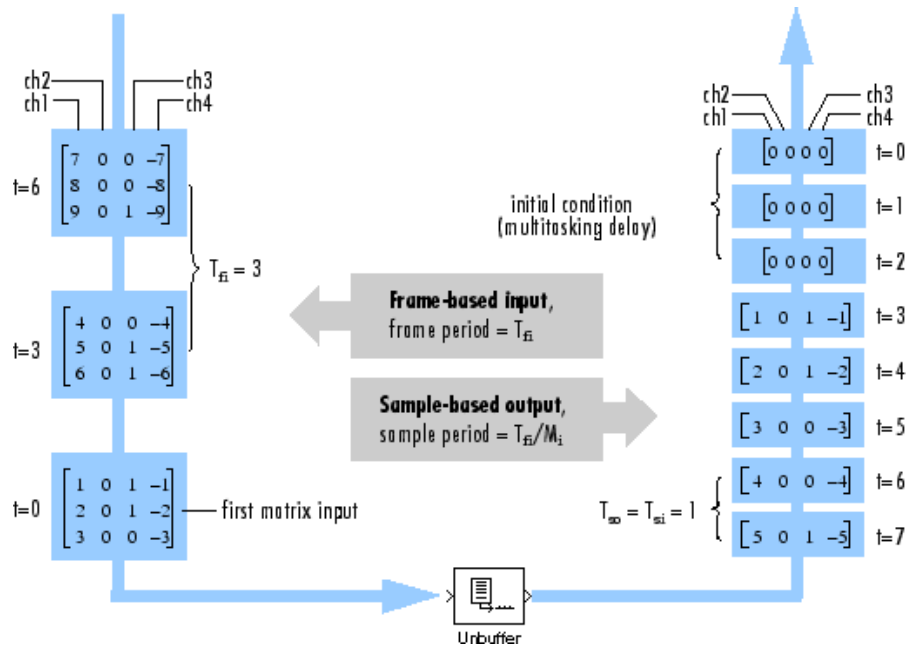 ch2 ch3
ch1 ch4
t=6
7 0 0 -7
8 0 0 -8
9 0 1 -9
T_fi = 3
t=3
4 0 0 -4
5 0 1 -5
6 0 1 -6
t=0
1 0 1 -1
2 0 1 -2
3 0 0 -3
first matrix input
Frame-based input,
frame period = T_fi
Sample-based output,
sample period = T_fi/M_i
Unbuffer
ch2 ch3
ch1 ch4
initial condition
(multitasking delay)
[0 0 0 0] t=0
[0 0 0 0] t=1
[0 0 0 0] t=2
[1 0 1 -1] t=3
[2 0 1 -2] t=4
[3 0 0 -3] t=5
[4 0 0 -4] t=6
T_so = T_si = 1
[5 0 1 -5] t=7